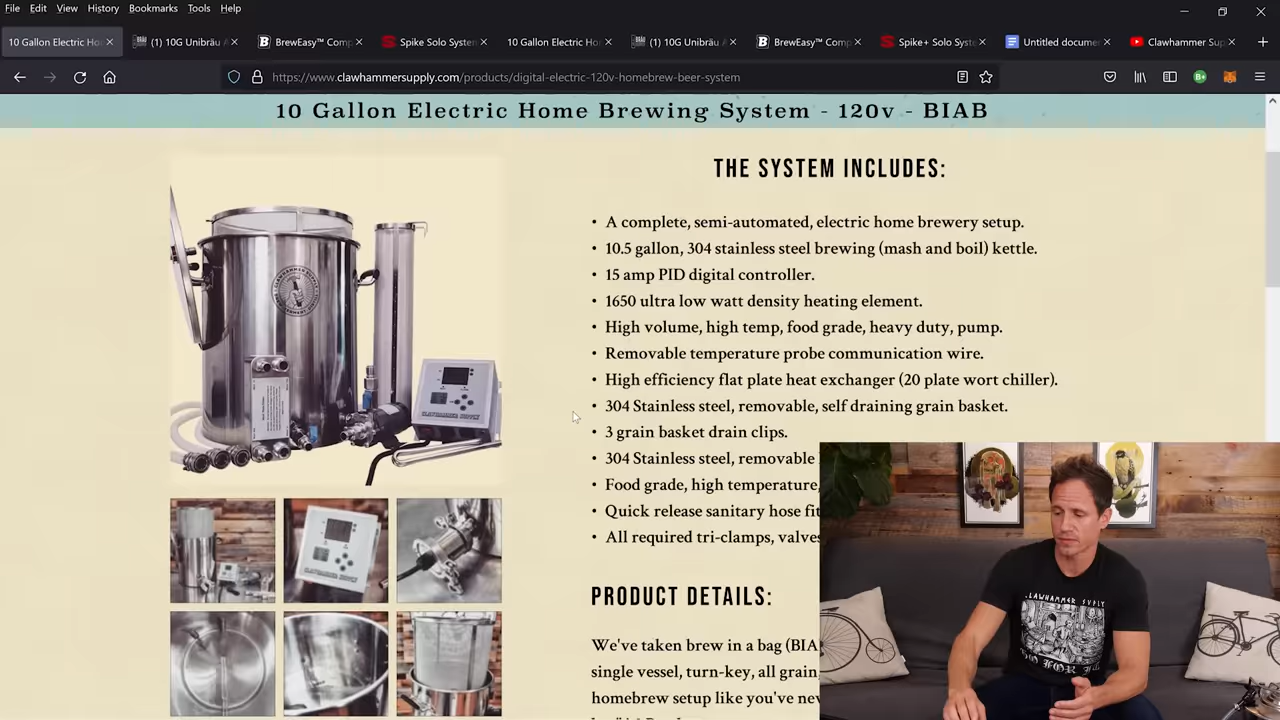 File Edit View History Bookmarks Tools Help
10 Gallon Electric Ho
(1) 10G Unibräu
BrewEasy™ Comp
Spike Solo System
10 Gallon Electric Ho
(1) 10G Unibräu
BrewEasy™ Comp
Spike+ Solo Syst
Untitled docume
Clawhammer Sup
https://www.clawhammersupply.com/products/digital-electric-120v-homebrew-beer-system
10 Gallon Electric Home Brewing System - 120v - BIAB
THE SYSTEM INCLUDES:
• A complete, semi-automated, electric home brewery setup.
• 10.5 gallon, 304 stainless steel brewing (mash and boil) kettle.
• 15 amp PID digital controller.
• 1650 ultra low watt density heating element.
• High volume, high temp, food grade, heavy duty, pump.
• Removable temperature probe communication wire.
• High efficiency flat plate heat exchanger (20 plate wort chiller).
• 304 Stainless steel, removable, self draining grain basket.
• 3 grain basket drain clips.
• 304 Stainless steel, removable
• Food grade, high temperature,
• Quick release sanitary hose fit
• All required tri-clamps, valves
PRODUCT DETAILS:
We've taken brew in a bag (BIA
single vessel, turn-key, all grain
homebrew setup like you've nev
CLAWHAMMER SUPPLY